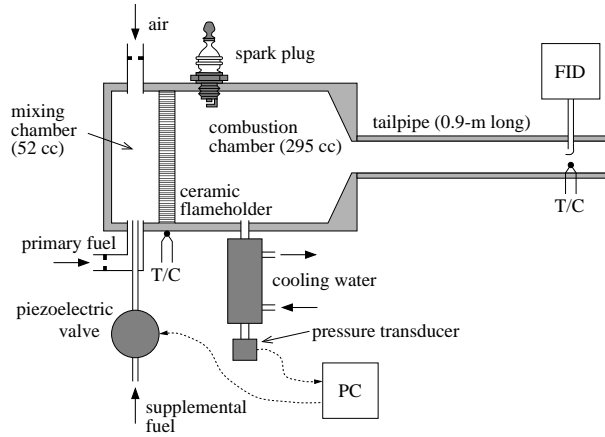 air
spark plug
FID
mixing
chamber
(52 cc)
combustion
chamber (295 cc)
tailpipe (0.9-m long)
ceramic
flameholder
T/C
primary fuel
T/C
cooling water
piezoelectric
valve
pressure transducer
PC
supplemental
fuel